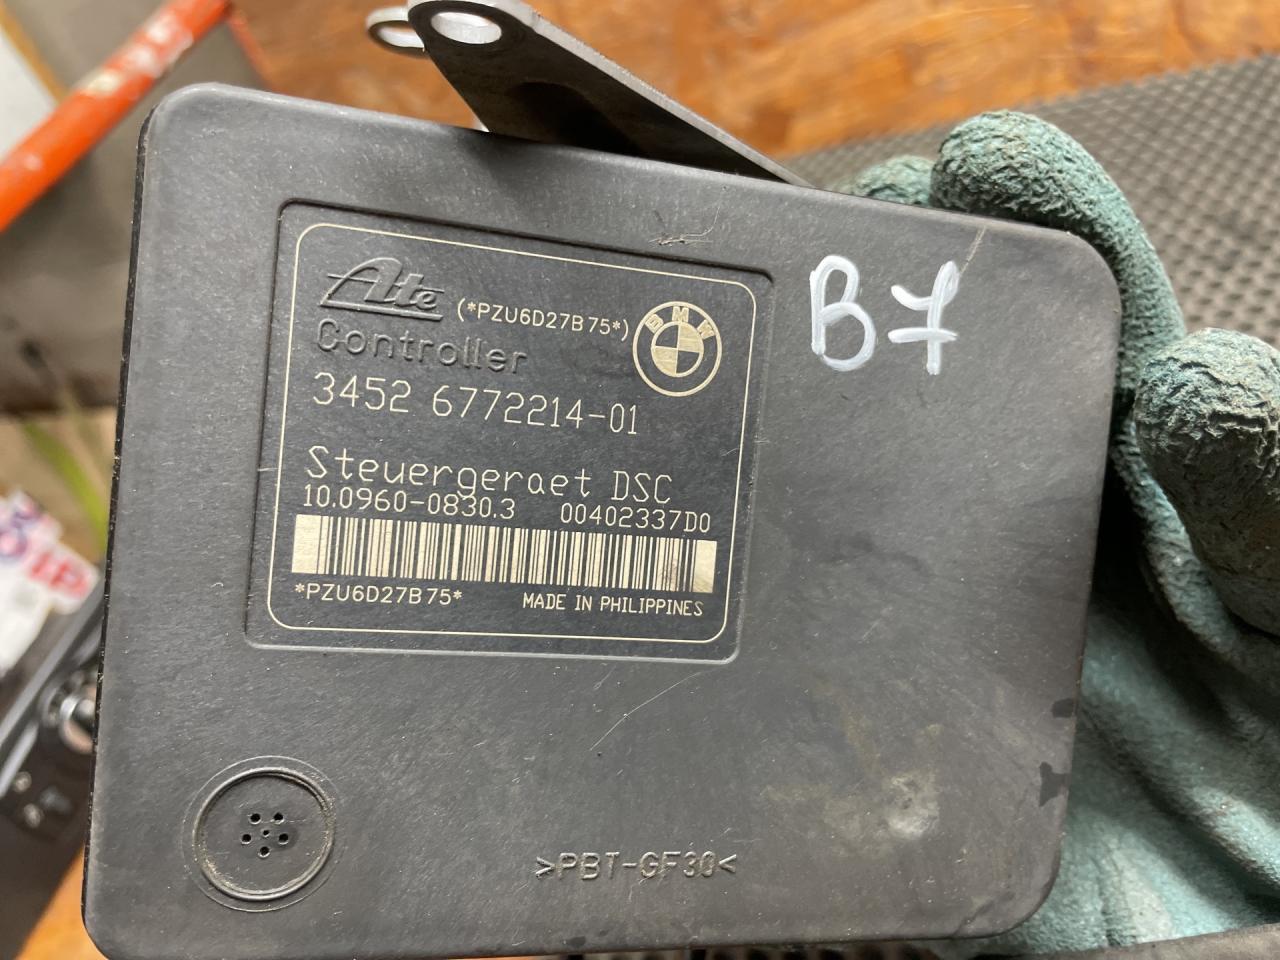 Ate
(*PZU6D27B75*)
BMW
B7
Controller
3452 6772214-01
Steuergeraet DSC
10.0960-0830.3 00402337D0
*PZU6D27B75* MADE IN PHILIPPINES
>PBT-GF30<